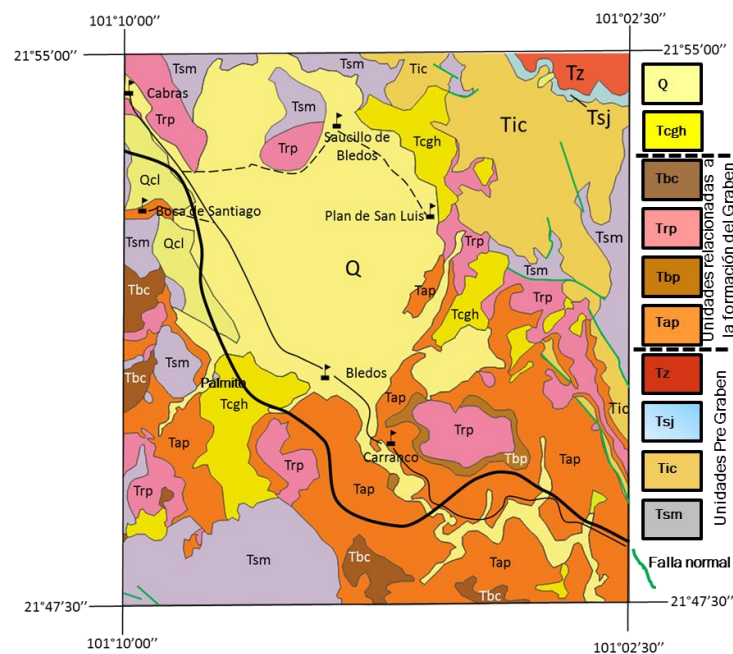 101°10'00''
101°02'30''
21°55'00''
21°55'00''
Tsm
Tsm
Tic
Tz
Tsj
Cabras
Trp
Tsm
Trp
Saucillo de
Bledos
Tcgh
Tic
Qcl
Boca de Santiago
Plan de San Luis
Tsm
Qcl
Tsm
Trp
Q
Tsm
Tbc
Tap
Trp
Tcgh
Tsm
Bledos
Tbc
Palmito
Tcgh
Tap
Tic
Tap
Trp
Carranco
Tbp
Tap
Trp
Trp
Tap
Tsm
Tbc
Tap
Tbc
21°47'30''
21°47'30''
101°10'00''
101°02'30''
Q
Tcgh
Tbc
Trp
Tbp
Tap
Unidades relacionadas a
la formación del Graben
Tz
Tsj
Tic
Tsm
Unidades Pre Graben
Falla normal